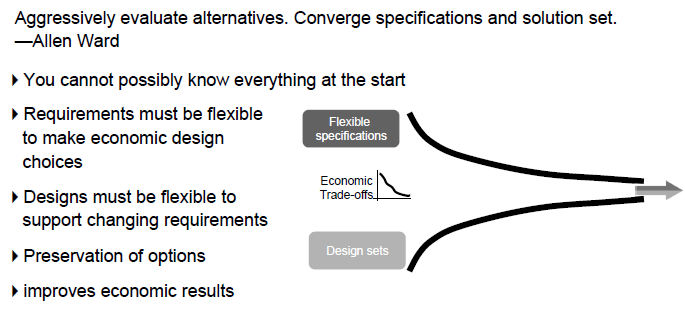 Aggressively evaluate alternatives. Converge specifications and solution set.
—Allen Ward
You cannot possibly know everything at the start
Requirements must be flexible
to make economic design
choices
Designs must be flexible to
support changing requirements
Preservation of options
improves economic results
Flexible
specifications
Economic
Trade-offs
Design sets